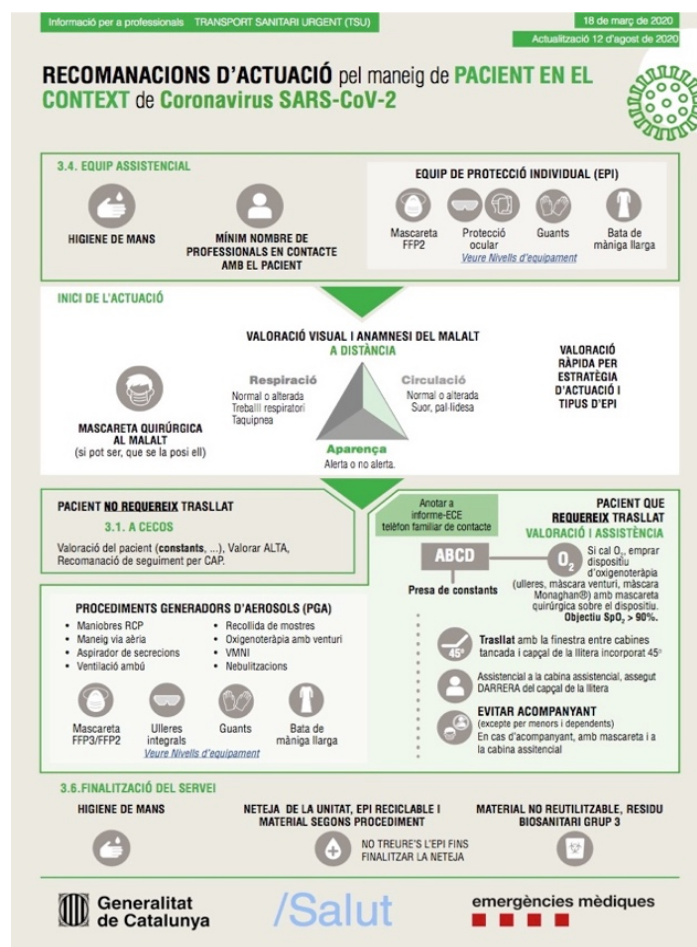 Informació per a professionals TRANSPORT SANITARI URGENT (TSU)
18 de març de 2020
Actualització 12 d'agost de 2020
RECOMANACIONS D'ACTUACIÓ pel maneig de PACIENT EN EL
CONTEXT de Coronavirus SARS-CoV-2
3.4. EQUIP ASSISTENCIAL
HIGIENE DE MANS
MÍNIM NOMBRE DE
PROFESSIONALS EN CONTACTE
AMB EL PACIENT
EQUIP DE PROTECCIÓ INDIVIDUAL (EPI)
Mascareta
FFP2
Protecció
ocular
Guants
Bata de
màniga llarga
Veure Nivells d'equipament
INICI DE L'ACTUACIÓ
VALORACIÓ VISUAL I ANAMNESI DEL MALALT
A DISTÀNCIA
MASCARETA QUIRÚRGICA
AL MALALT
(si pot ser, que se la posi ell)
Respiració
Normal o alterada
Treballl respiratori
Taquipnea
Circulació
Normal o alterada
Suor, pal·lidesa
Aparença
Alerta o no alerta.
VALORACIÓ
RÀPIDA PER
ESTRATÈGIA
D'ACTUACIÓ I
TIPUS D'EPI
PACIENT NO REQUEREIX TRASLLAT
3.1. A CECOS
Valoració del pacient (constants, ...), Valorar ALTA,
Recomanació de seguiment per CAP.
Anotar a
informe-ECE
telèfon familiar de contacte
PACIENT QUE
REQUEREIX TRASLLAT
VALORACIÓ I ASSISTÈNCIA
ABCD
Presa de constants
O2
Si cal O2, emprar
dispositiu
d'oxigenoteràpia
(ulleres, màscara venturi, màscara
Monaghan®) amb mascareta
quirúrgica sobre el dispositiu.
Objectiu SpO2 > 90%.
PROCEDIMENTS GENERADORS D'AEROSOLS (PGA)
• Maniobres RCP
• Maneig via aèria
• Aspirador de secrecions
• Ventilació ambú
• Recollida de mostres
• Oxigenoteràpia amb venturi
• VMNI
• Nebulitzacions
Mascareta
FFP3/FFP2
Ulleres
integrals
Guants
Bata de
màniga llarga
Veure Nivells d'equipament
45º
Trasllat amb la finestra entre cabines
tancada i capçal de la llitera incorporat 45º
Assistencial a la cabina assistencial, assegut
DARRERA del capçal de la llitera
EVITAR ACOMPANYANT
(excepte per menors i dependents)
En cas d'acompanyant, amb mascareta i a
la cabina assitencial
3.6.FINALITZACIÓ DEL SERVEI
HIGIENE DE MANS
NETEJA DE LA UNITAT, EPI RECICLABLE I
MATERIAL SEGONS PROCEDIMENT
NO TREURE'S L'EPI FINS
FINALITZAR LA NETEJA
MATERIAL NO REUTILITZABLE, RESIDU
BIOSANITARI GRUP 3
Generalitat
de Catalunya
/Salut
emergències mèdiques